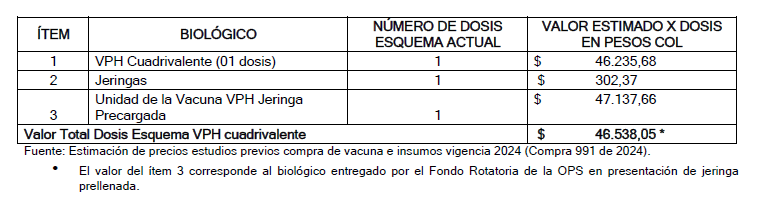 ÍTEM BIOLÓGICO NÚMERO DE DOSIS ESQUEMA ACTUAL VALOR ESTIMADO X DOSIS EN PESOS COL
1 VPH Cuadrivalente (01 dosis) 1 $ 46.235,68
2 Jeringas 1 $ 302,37
3 Unidad de la Vacuna VPH Jeringa Precargada 1 $ 47.137,66
Valor Total Dosis Esquema VPH cuadrivalente $ 46.538,05 *
Fuente: Estimación de precios estudios previos compra de vacuna e insumos vigencia 2024 (Compra 991 de 2024).
* El valor del ítem 3 corresponde al biológico entregado por el Fondo Rotatoria de la OPS en presentación de jeringa
prellenada.